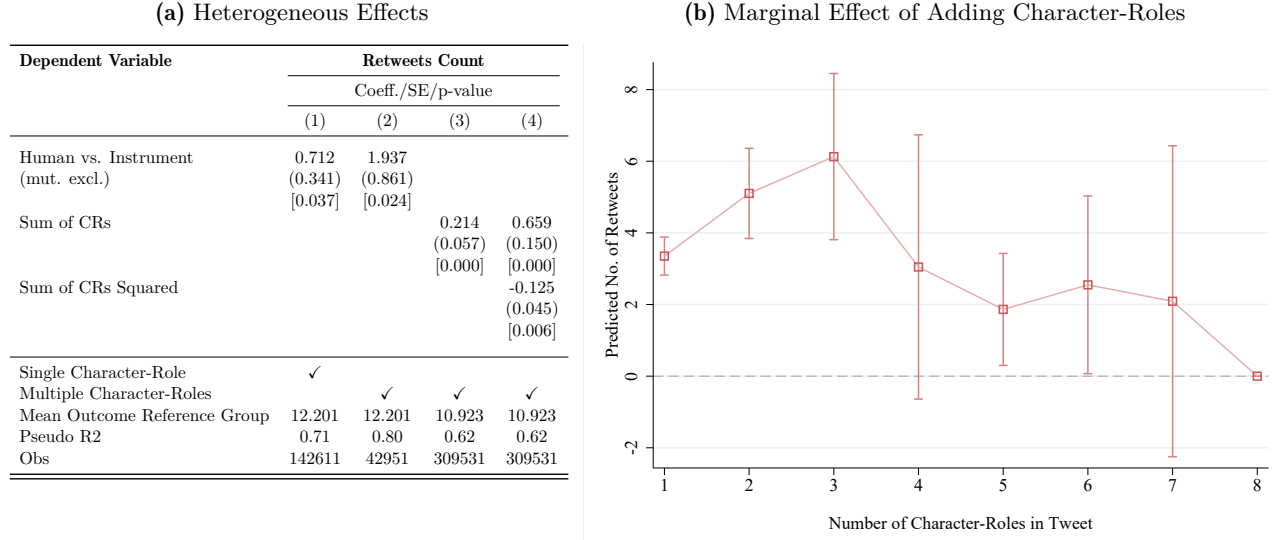 (a) Heterogeneous Effects
Dependent Variable Retweets Count
Coeff./SE/p-value
(1) (2) (3) (4)
Human vs. Instrument 0.712 1.937
(mut. excl.) (0.341) (0.861)
[0.037] [0.024]
Sum of CRs 0.214 0.659
(0.057) (0.150)
[0.000] [0.000]
Sum of CRs Squared -0.125
(0.045)
[0.006]
Single Character-Role ✓
Multiple Character-Roles ✓ ✓ ✓
Mean Outcome Reference Group 12.201 12.201 10.923 10.923
Pseudo R2 0.71 0.80 0.62 0.62
Obs 142611 42951 309531 309531
(b) Marginal Effect of Adding Character-Roles
Predicted No. of Retweets
8
6
4
2
0
-2
1 2 3 4 5 6 7 8
Number of Character-Roles in Tweet